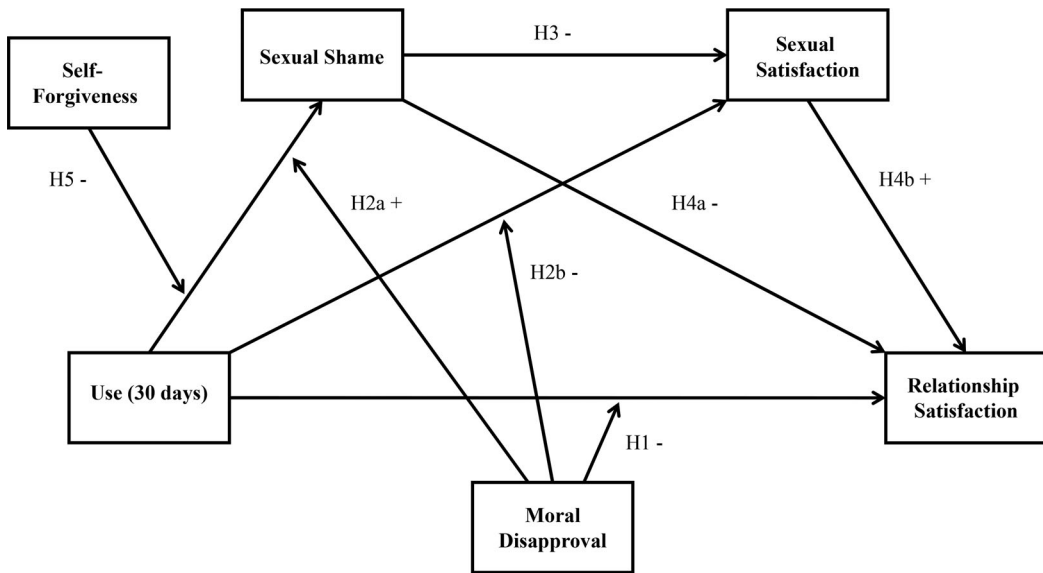 H3 -
Sexual Shame
Sexual
Satisfaction
Self-
Forgiveness
H5 -
H2a +
H4a -
H4b +
H2b -
Use (30 days)
Relationship
Satisfaction
H1 -
Moral
Disapproval